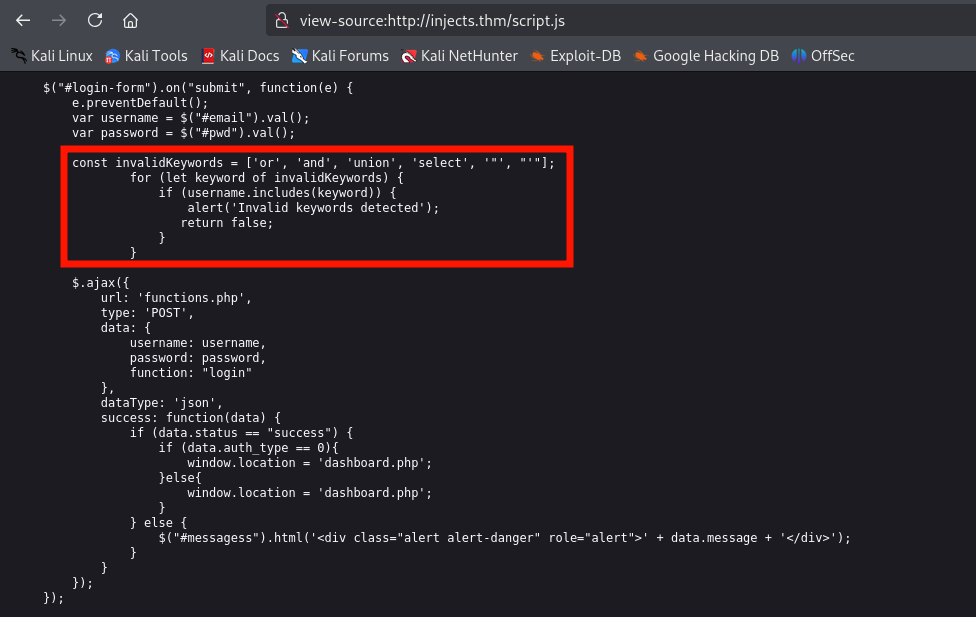 view-source:http://injects.thm/script.js
Kali Linux Kali Tools Kali Docs Kali Forums Kali NetHunter Exploit-DB Google Hacking DB OffSec
$("#login-form").on("submit", function(e) {
    e.preventDefault();
    var username = $("#email").val();
    var password = $("#pwd").val();
    const invalidKeywords = ['or', 'and', 'union', 'select', '"', "'"];
            for (let keyword of invalidKeywords) {
                if (username.includes(keyword)) {
                    alert('Invalid keywords detected');
                   return false;
                }
            }
    $.ajax({
        url: 'functions.php',
        type: 'POST',
        data: {
            username: username,
            password: password,
            function: "login"
        },
        dataType: 'json',
        success: function(data) {
            if (data.status == "success") {
                if (data.auth_type == 0){
                    window.location = 'dashboard.php';
                }else{
                    window.location = 'dashboard.php';
                }
            } else {
                $("#messagess").html('<div class="alert alert-danger" role="alert">' + data.message + '</div>');
            }
        }
    });
});